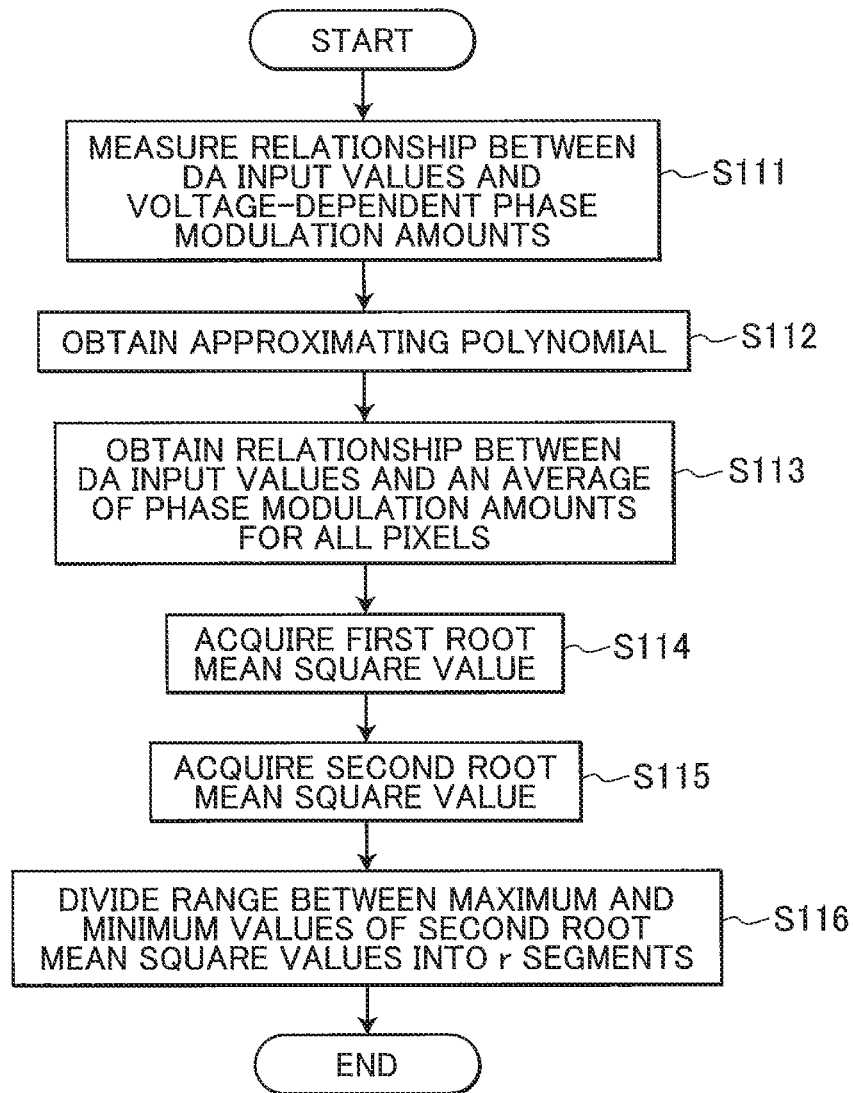 START
MEASURE RELATIONSHIP BETWEEN
DA INPUT VALUES AND
VOLTAGE-DEPENDENT PHASE
MODULATION AMOUNTS
S111
OBTAIN APPROXIMATING POLYNOMIAL
S112
OBTAIN RELATIONSHIP BETWEEN
DA INPUT VALUES AND AN AVERAGE
OF PHASE MODULATION AMOUNTS
FOR ALL PIXELS
S113
ACQUIRE FIRST ROOT
MEAN SQUARE VALUE
S114
ACQUIRE SECOND ROOT
MEAN SQUARE VALUE
S115
DIVIDE RANGE BETWEEN MAXIMUM AND
MINIMUM VALUES OF SECOND ROOT
MEAN SQUARE VALUES INTO r SEGMENTS
S116
END